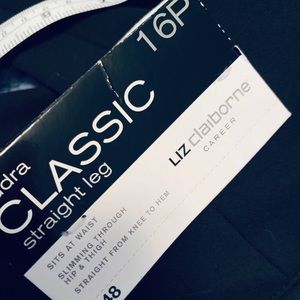 16P
dra
CLASSIC
straight leg
LIZ claiborne
CAREER
SITS AT WAIST
SLIMMING THROUGH
HIP & THIGH
STRAIGHT FROM KNEE TO HEM
48